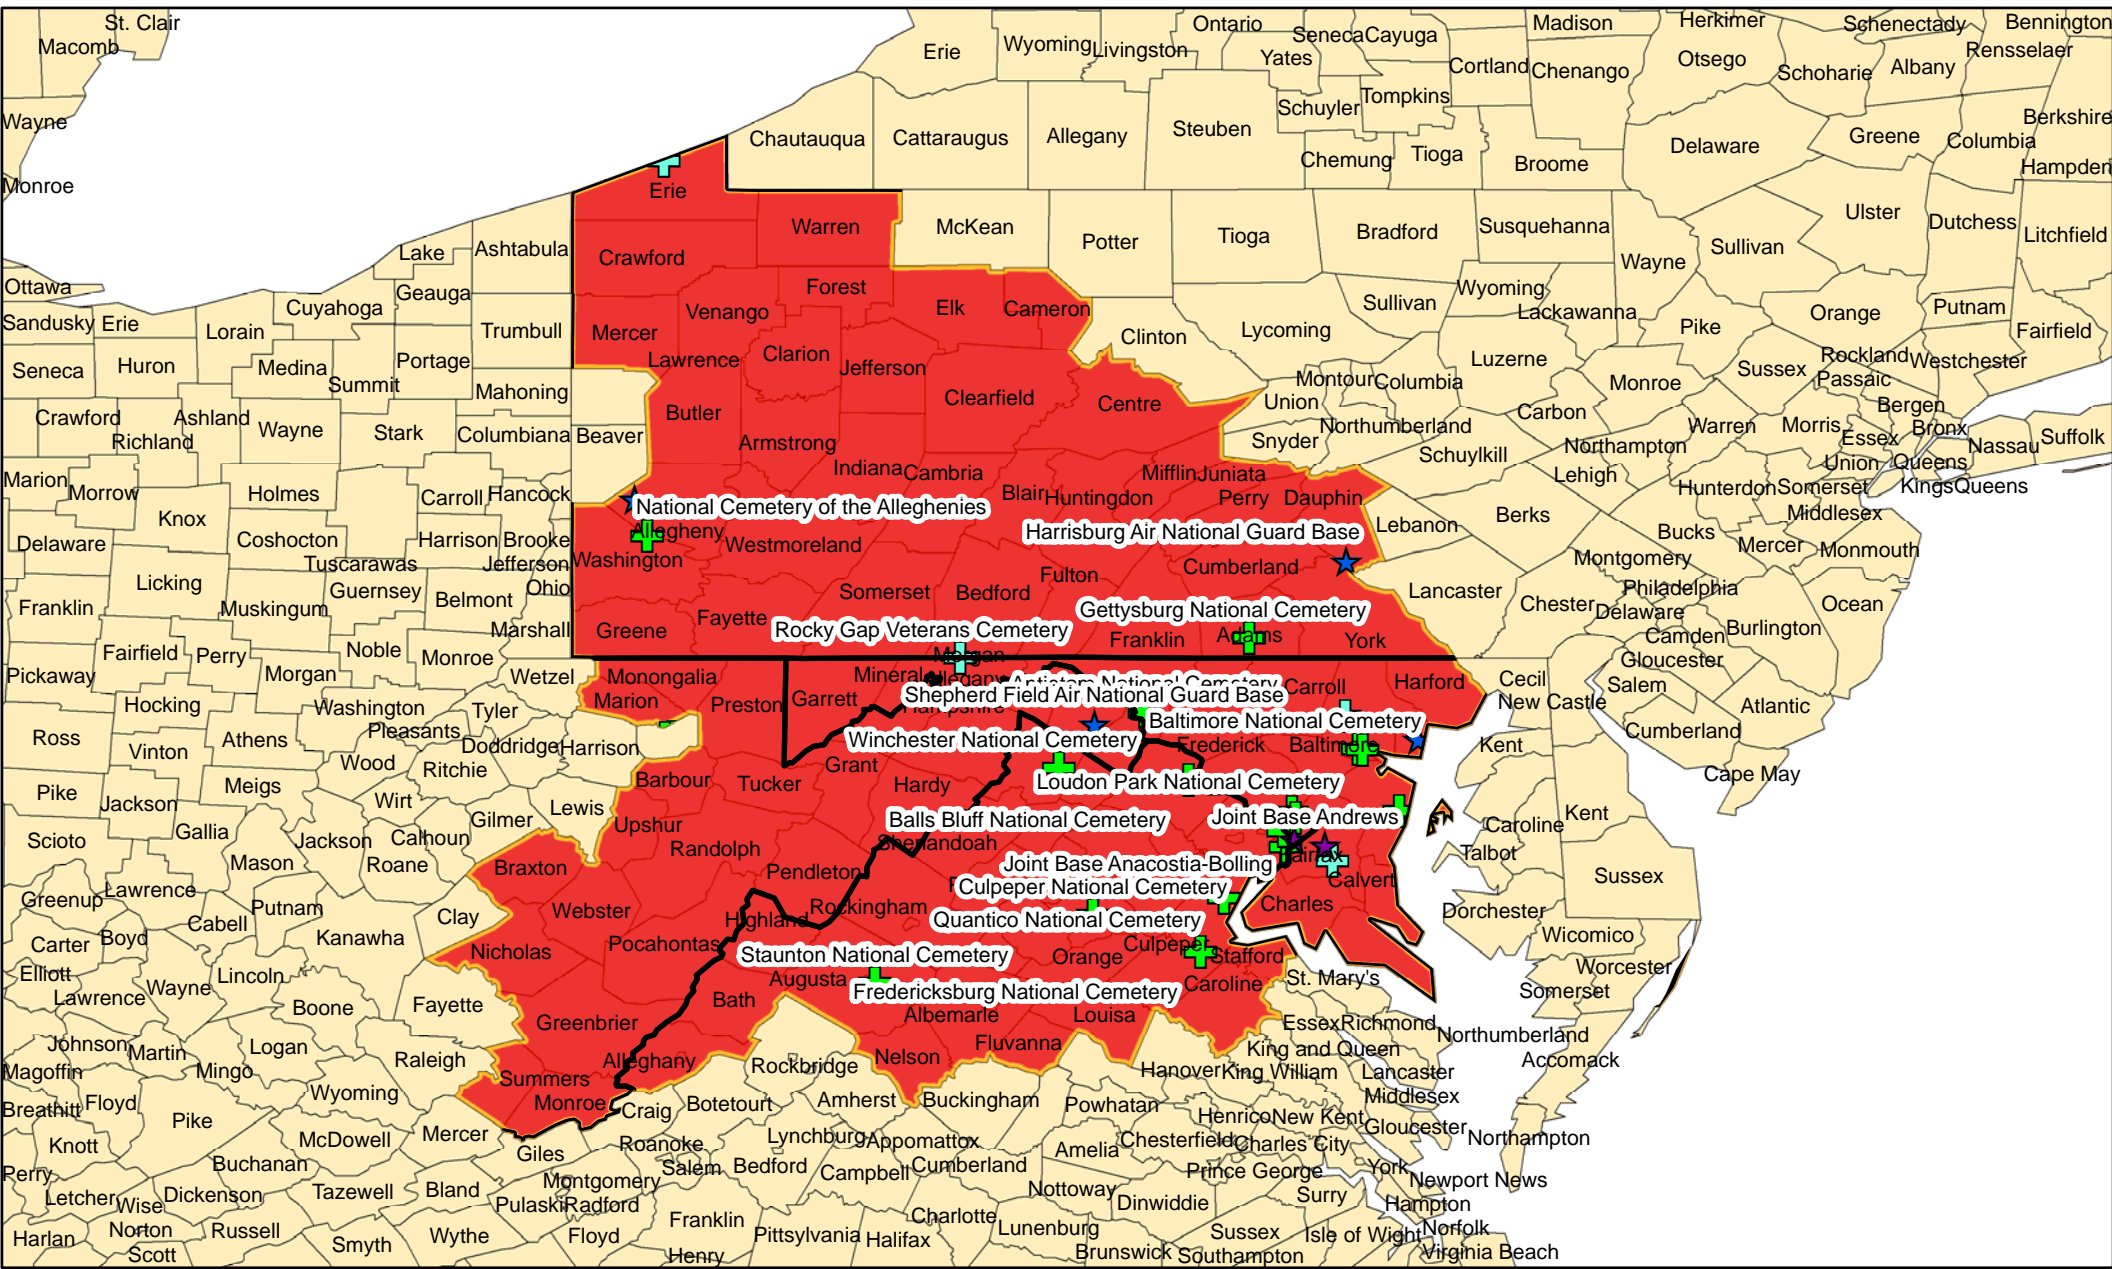 St. Clair
Macomb
Wayne
Monroe
Erie
Wyoming
Livingston
Ontario
Yates
Seneca
Cayuga
Schuyler
Tompkins
Cortland
Chenango
Madison
Otsego
Herkimer
Schoharie
Schenectady
Albany
Rensselaer
Bennington
Berkshire
Chautauqua
Cattaraugus
Allegany
Steuben
Chemung
Tioga
Broome
Delaware
Greene
Columbia
Hampden
Erie
Warren
McKean
Potter
Tioga
Bradford
Susquehanna
Wayne
Sullivan
Ulster
Dutchess
Litchfield
Lake
Ashtabula
Crawford
Ottawa
Cuyahoga
Geauga
Forest
Elk
Cameron
Sullivan
Wyoming
Lackawanna
Pike
Orange
Putnam
Fairfield
Sandusky
Erie
Lorain
Trumbull
Mercer
Venango
Clinton
Lycoming
Luzerne
Seneca
Huron
Medina
Summit
Portage
Mahoning
Lawrence
Clarion
Jefferson
Clearfield
Centre
Union
Montour
Columbia
Monroe
Sussex
Rockland
Westchester
Passaic
Bergen
Crawford
Richland
Ashland
Wayne
Stark
Columbiana
Beaver
Butler
Armstrong
Snyder
Northumberland
Carbon
Schuylkill
Northampton
Lehigh
Warren
Morris
Essex
Bronx
Nassau
Suffolk
Union
Queens
Kings
Queens
Marion
Morrow
Holmes
Carroll
Hancock
Indiana
Cambria
Blair
Huntingdon
Mifflin
Juniata
Perry
Dauphin
Hunterdon
Somerset
Middlesex
Knox
National Cemetery of the Alleghenies
Harrisburg Air National Guard Base
Lebanon
Berks
Bucks
Mercer
Monmouth
Delaware
Coshocton
Harrison
Brooke
Allegheny
Westmoreland
Washington
Tuscarawas
Jefferson
Licking
Guernsey
Ohio
Fulton
Cumberland
Montgomery
Philadelphia
Franklin
Muskingum
Belmont
Somerset
Bedford
Lancaster
Chester
Delaware
Ocean
Gettysburg National Cemetery
Marshall
Greene
Fayette
Rocky Gap Veterans Cemetery
Franklin
Adams
York
Camden
Burlington
Gloucester
Fairfield
Perry
Noble
Monroe
Morgan
Pickaway
Morgan
Wetzel
Monongalia
Mineral
Allegany
Antietam National Cemetery
Carroll
Harford
Cecil
Salem
Hocking
Washington
Tyler
Marion
Preston
Garrett
Shepherd Field Air National Guard Base
Hampshire
New Castle
Atlantic
Pleasants
Baltimore National Cemetery
Cumberland
Ross
Vinton
Athens
Doddridge
Harrison
Winchester National Cemetery
Frederick
Baltimore
Kent
Wood
Ritchie
Barbour
Tucker
Grant
Hardy
Loudon Park National Cemetery
Cape May
Pike
Jackson
Meigs
Wirt
Lewis
Gilmer
Balls Bluff National Cemetery
Joint Base Andrews
Kent
Caroline
Scioto
Gallia
Jackson
Calhoun
Upshur
Randolph
Shenandoah
Fairfax
Talbot
Mason
Roane
Braxton
Pendleton
Joint Base Anacostia-Bolling
Calvert
Sussex
Greenup
Lawrence
Putnam
Culpeper National Cemetery
Cabell
Clay
Webster
Highland
Rockingham
Quantico National Cemetery
Charles
Dorchester
Carter
Boyd
Kanawha
Nicholas
Pocahontas
Culpeper
Wicomico
Elliott
Lincoln
Staunton National Cemetery
Orange
Stafford
St. Mary's
Worcester
Lawrence
Wayne
Augusta
Fredericksburg National Cemetery
Caroline
Somerset
Boone
Fayette
Bath
Albemarle
Louisa
Greenbrier
Essex
Richmond
Northumberland
Johnson
Martin
Logan
Raleigh
Alleghany
Nelson
Fluvanna
King and Queen
Accomack
Magoffin
Mingo
Summers
Rockbridge
Hanover
King William
Lancaster
Breathitt
Floyd
Wyoming
Monroe
Craig
Botetourt
Amherst
Buckingham
Powhatan
Middlesex
Pike
Henrico
New Kent
Gloucester
Northampton
Knott
McDowell
Mercer
Giles
Roanoke
Lynchburg
Appomattox
Amelia
Chesterfield
Charles City
Perry
Buchanan
Salem
Bedford
Campbell
Cumberland
Prince George
York
Letcher
Wise
Dickenson
Tazewell
Bland
Montgomery
Pulaski
Radford
Nottoway
Dinwiddie
Surry
Newport News
Hampton
Harlan
Norton
Russell
Smyth
Wythe
Floyd
Franklin
Pittsylvania
Halifax
Charlotte
Lunenburg
Sussex
Isle of Wight
Norfolk
Scott
Henry
Brunswick
Southampton
Virginia Beach